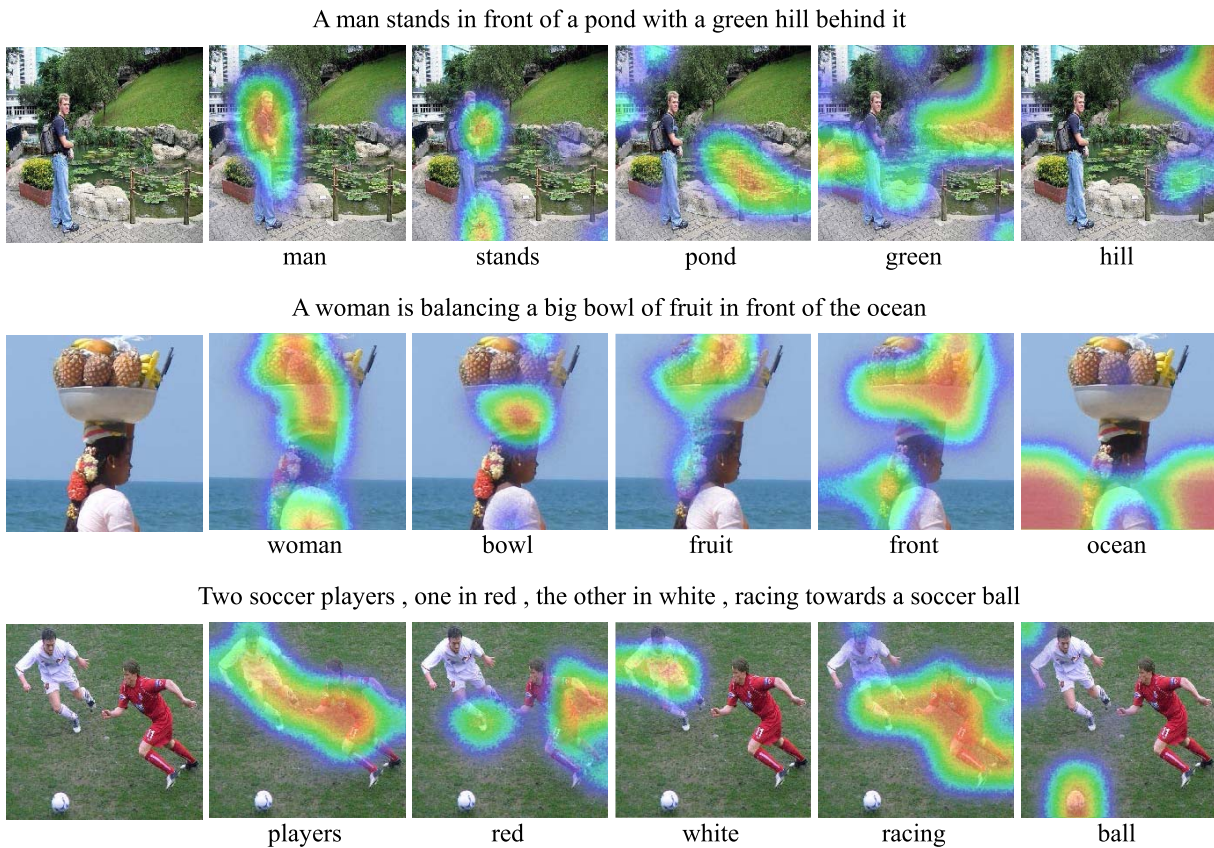 A man stands in front of a pond with a green hill behind it
man stands pond green hill
A woman is balancing a big bowl of fruit in front of the ocean
woman bowl fruit front ocean
Two soccer players , one in red , the other in white , racing towards a soccer ball
players red white racing ball